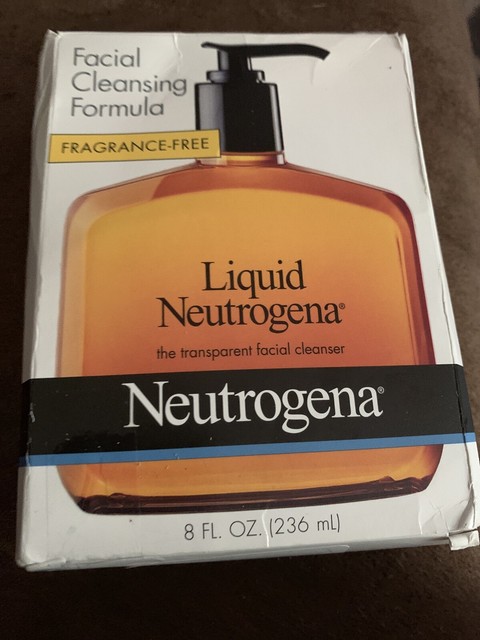 Facial
Cleansing
Formula
FRAGRANCE-FREE
Liquid
Neutrogena®
the transparent facial cleanser
Neutrogena®
8 FL. OZ. (236 mL)